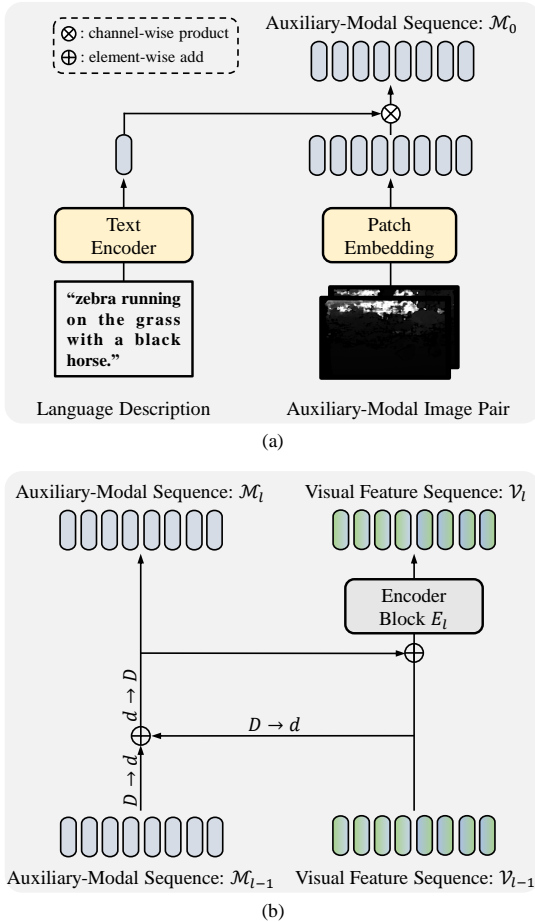 Auxiliary-Modal Sequence: ℳ₀
⊗: channel-wise product
⊕: element-wise add
Text
Encoder
Patch
Embedding
“zebra running
on the grass
with a black
horse.”
Language Description
Auxiliary-Modal Image Pair
(a)
Auxiliary-Modal Sequence: ℳ𝑙
Visual Feature Sequence: 𝒱𝑙
Encoder
Block 𝐸𝑙
d → D
D → d
D → d
Auxiliary-Modal Sequence: ℳ𝑙−1
Visual Feature Sequence: 𝒱𝑙−1
(b)